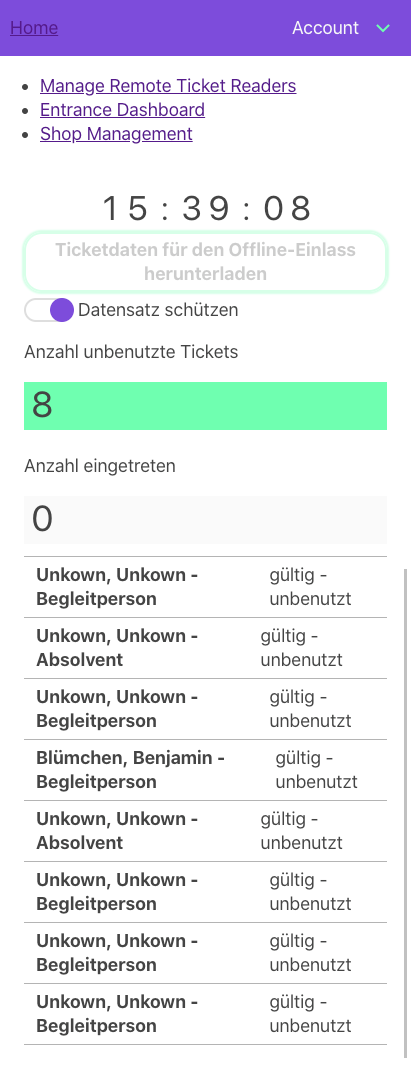 Home
Account
Manage Remote Ticket Readers
Entrance Dashboard
Shop Management
15:39:08
Ticketdaten für den Offline-Einlass
herunterladen
Datensatz schützen
Anzahl unbenutzte Tickets
8
Anzahl eingetreten
0
Unkown, Unkown - gültig -
Begleitperson unbenutzt
Unkown, Unkown - gültig -
Absolvent unbenutzt
Unkown, Unkown - gültig -
Begleitperson unbenutzt
Blümchen, Benjamin - gültig -
Begleitperson unbenutzt
Unkown, Unkown - gültig -
Absolvent unbenutzt
Unkown, Unkown - gültig -
Begleitperson unbenutzt
Unkown, Unkown - gültig -
Begleitperson unbenutzt
Unkown, Unkown - gültig -
Begleitperson unbenutzt